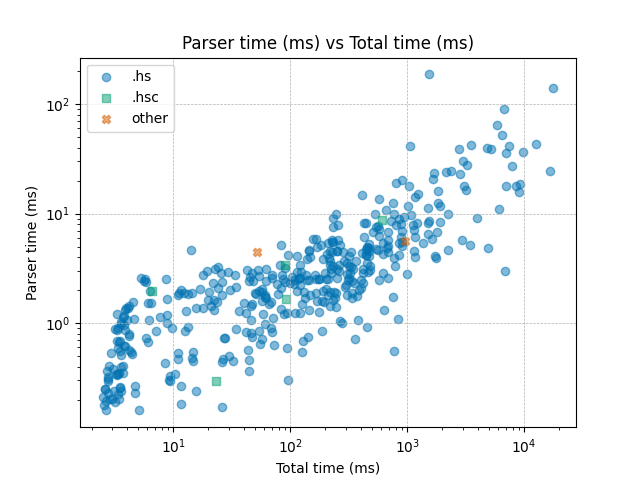 Parser time (ms) vs Total time (ms)
.hs
.hsc
other
Parser time (ms)
10²
10¹
10⁰
10¹
10²
10³
10⁴
Total time (ms)